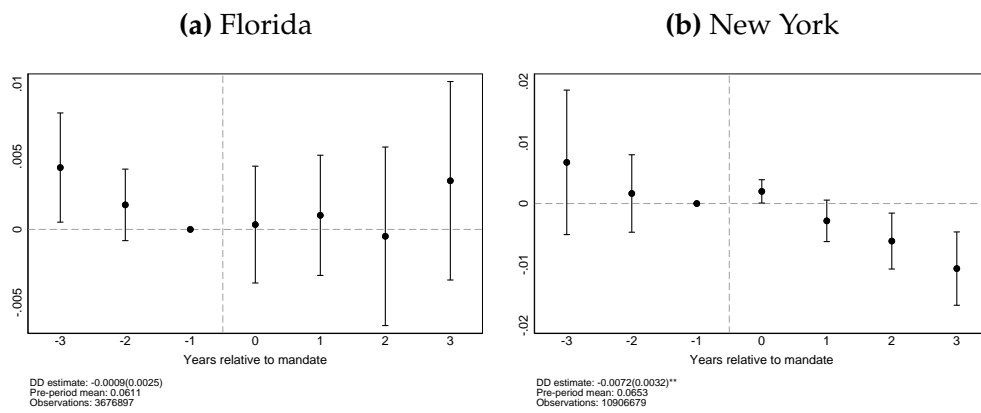 (a) Florida
.01
.005
0
-.005
-3 -2 -1 0 1 2 3
Years relative to mandate
DD estimate: -0.0009(0.0025)
Pre-period mean: 0.0611
Observations: 3676897
(b) New York
.02
.01
0
-.01
-.02
-3 -2 -1 0 1 2 3
Years relative to mandate
DD estimate: -0.0072(0.0032)**
Pre-period mean: 0.0653
Observations: 10906679